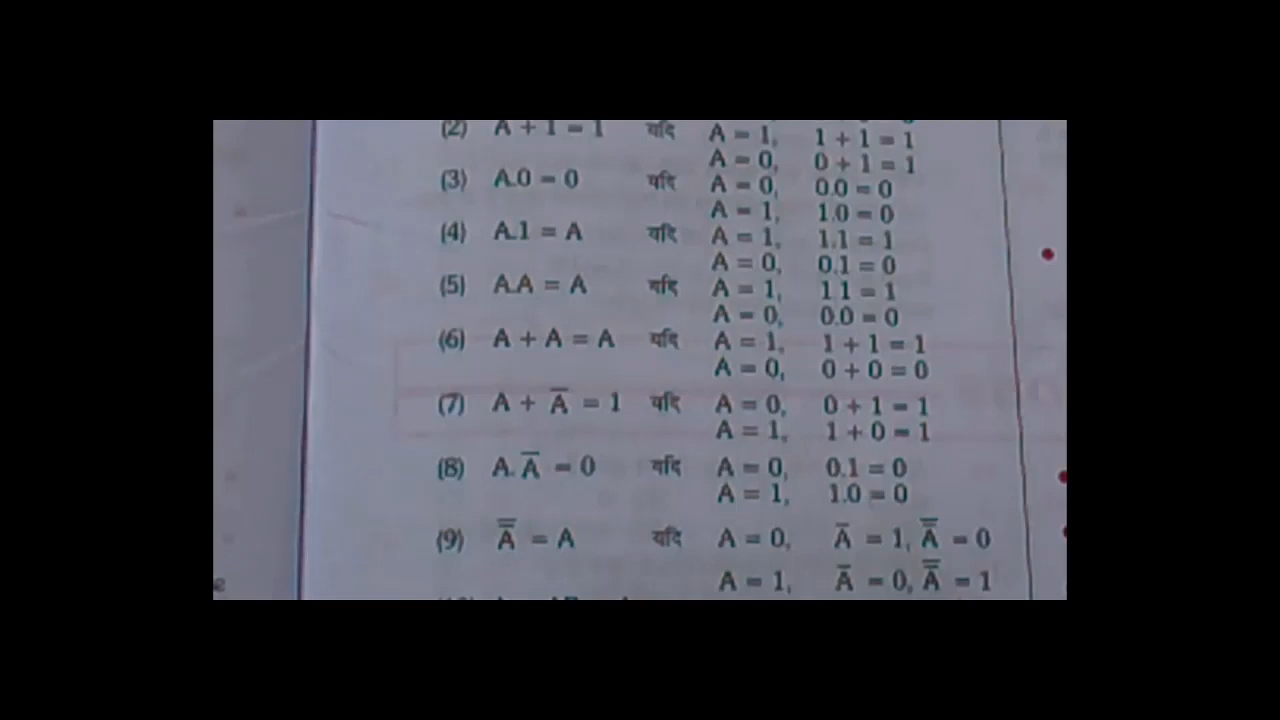 (2) A + 1 = 1 यदि A = 1, 1 + 1 = 1
A = 0, 0 + 1 = 1
(3) A.0 = 0 यदि A = 0, 0.0 = 0
A = 1, 1.0 = 0
(4) A.1 = A यदि A = 1, 1.1 = 1
A = 0, 0.1 = 0
(5) A.A = A यदि A = 1, 1 1 = 1
A = 0, 0.0 = 0
(6) A + A = A यदि A = 1, 1 + 1 = 1
A = 0, 0 + 0 = 0
(7) A + A̅ = 1 यदि A = 0, 0 + 1 = 1
A = 1, 1 + 0 = 1
(8) A. A̅ = 0 यदि A = 0, 0.1 = 0
A = 1, 1.0 = 0
(9) A̿ = A यदि A = 0, A̅ = 1, A̿ = 0
A = 1, A̅ = 0, A̿ = 1